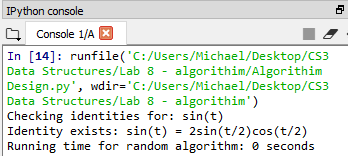 IPython console
Console 1/A
In [14]: runfile('C:/Users/Michael/Desktop/CS3
Data Structures/Lab 8 - algorithim/Algorithim
Design.py', wdir='C:/Users/Michael/Desktop/CS3
Data Structures/Lab 8 - algorithim')
Checking identities for: sin(t)
Identity exists: sin(t) = 2sin(t/2)cos(t/2)
Running time for random algorithm: 0 seconds